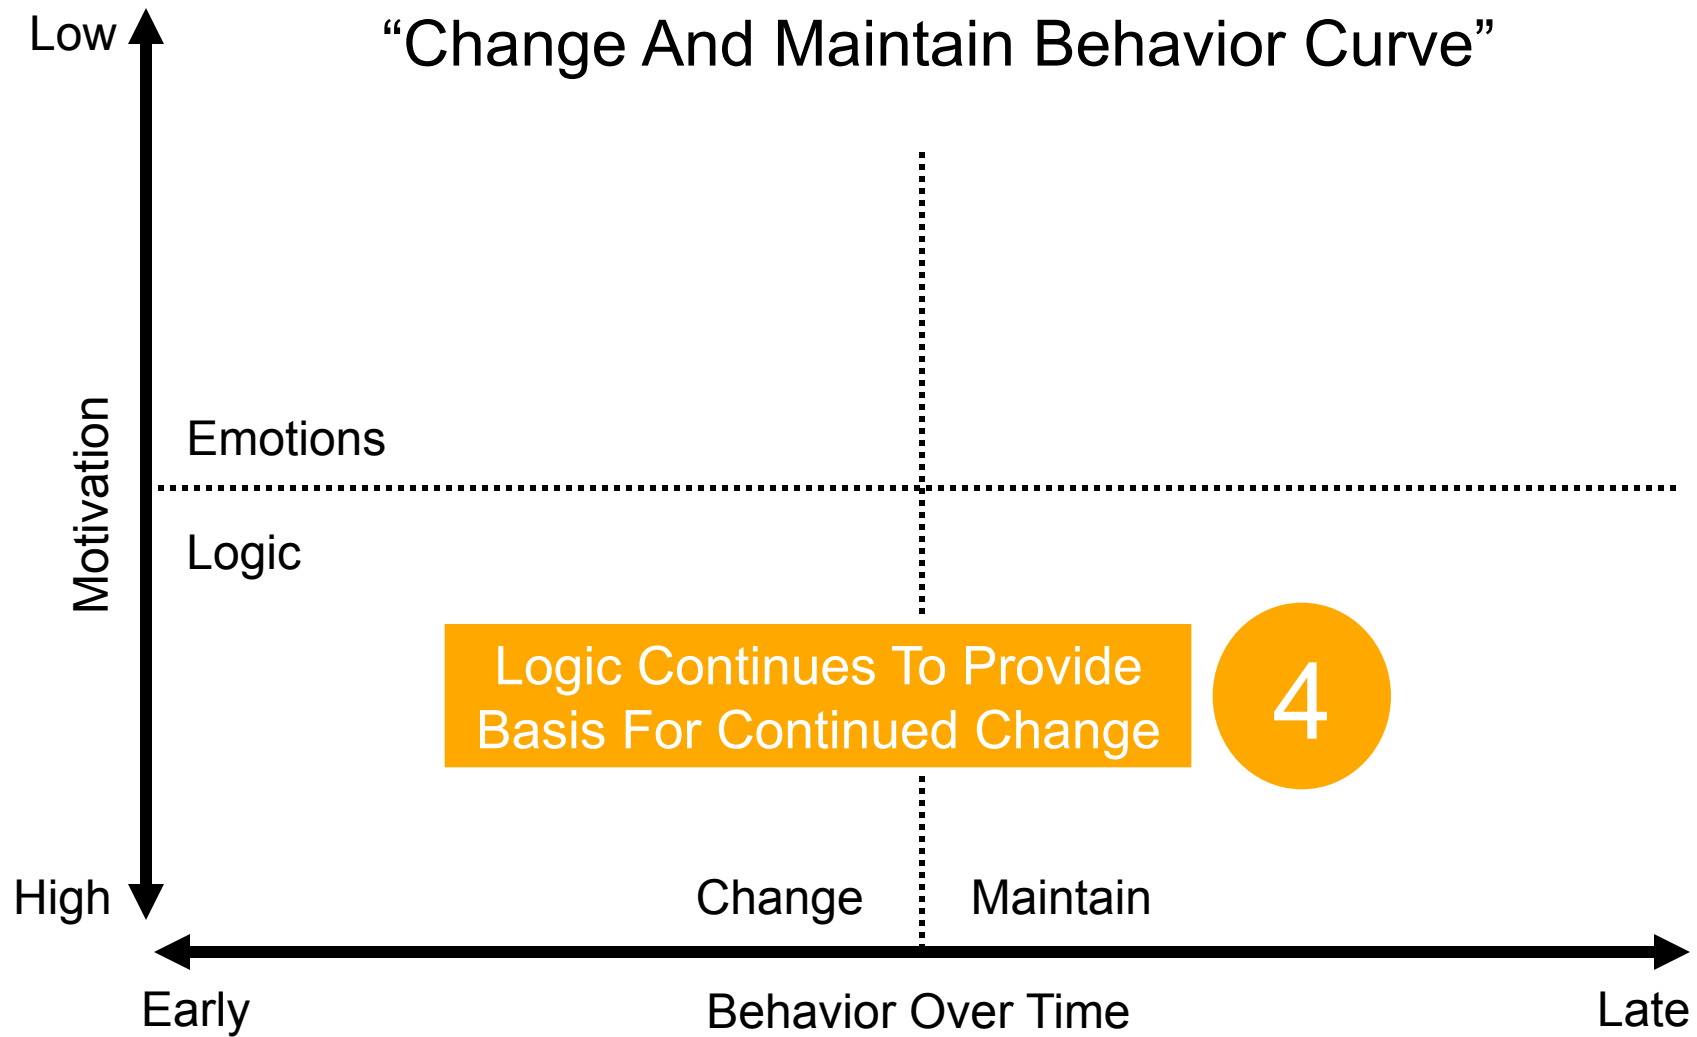 Low
“Change And Maintain Behavior Curve”
Motivation
Emotions
Logic
Logic Continues To Provide
Basis For Continued Change
4
High
Change
Maintain
Early
Behavior Over Time
Late